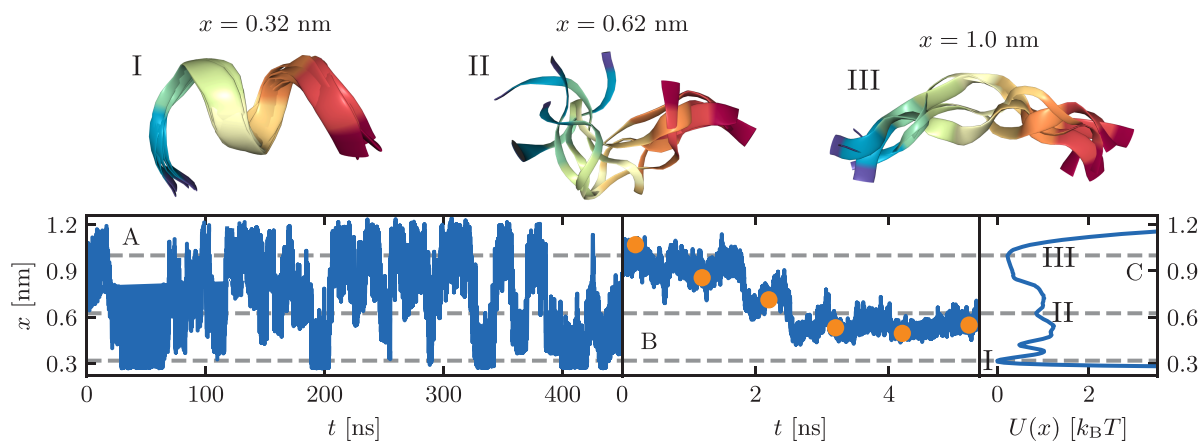 x = 0.32 nm
x = 0.62 nm
x = 1.0 nm
I
II
III
x [nm]
1.2
0.9
0.6
0.3
A
B
I
II
III
C
1.2
0.9
0.6
0.3
0 100 200 300 400
0 2 4
0 2
t [ns]
t [ns]
U(x) [k_BT]